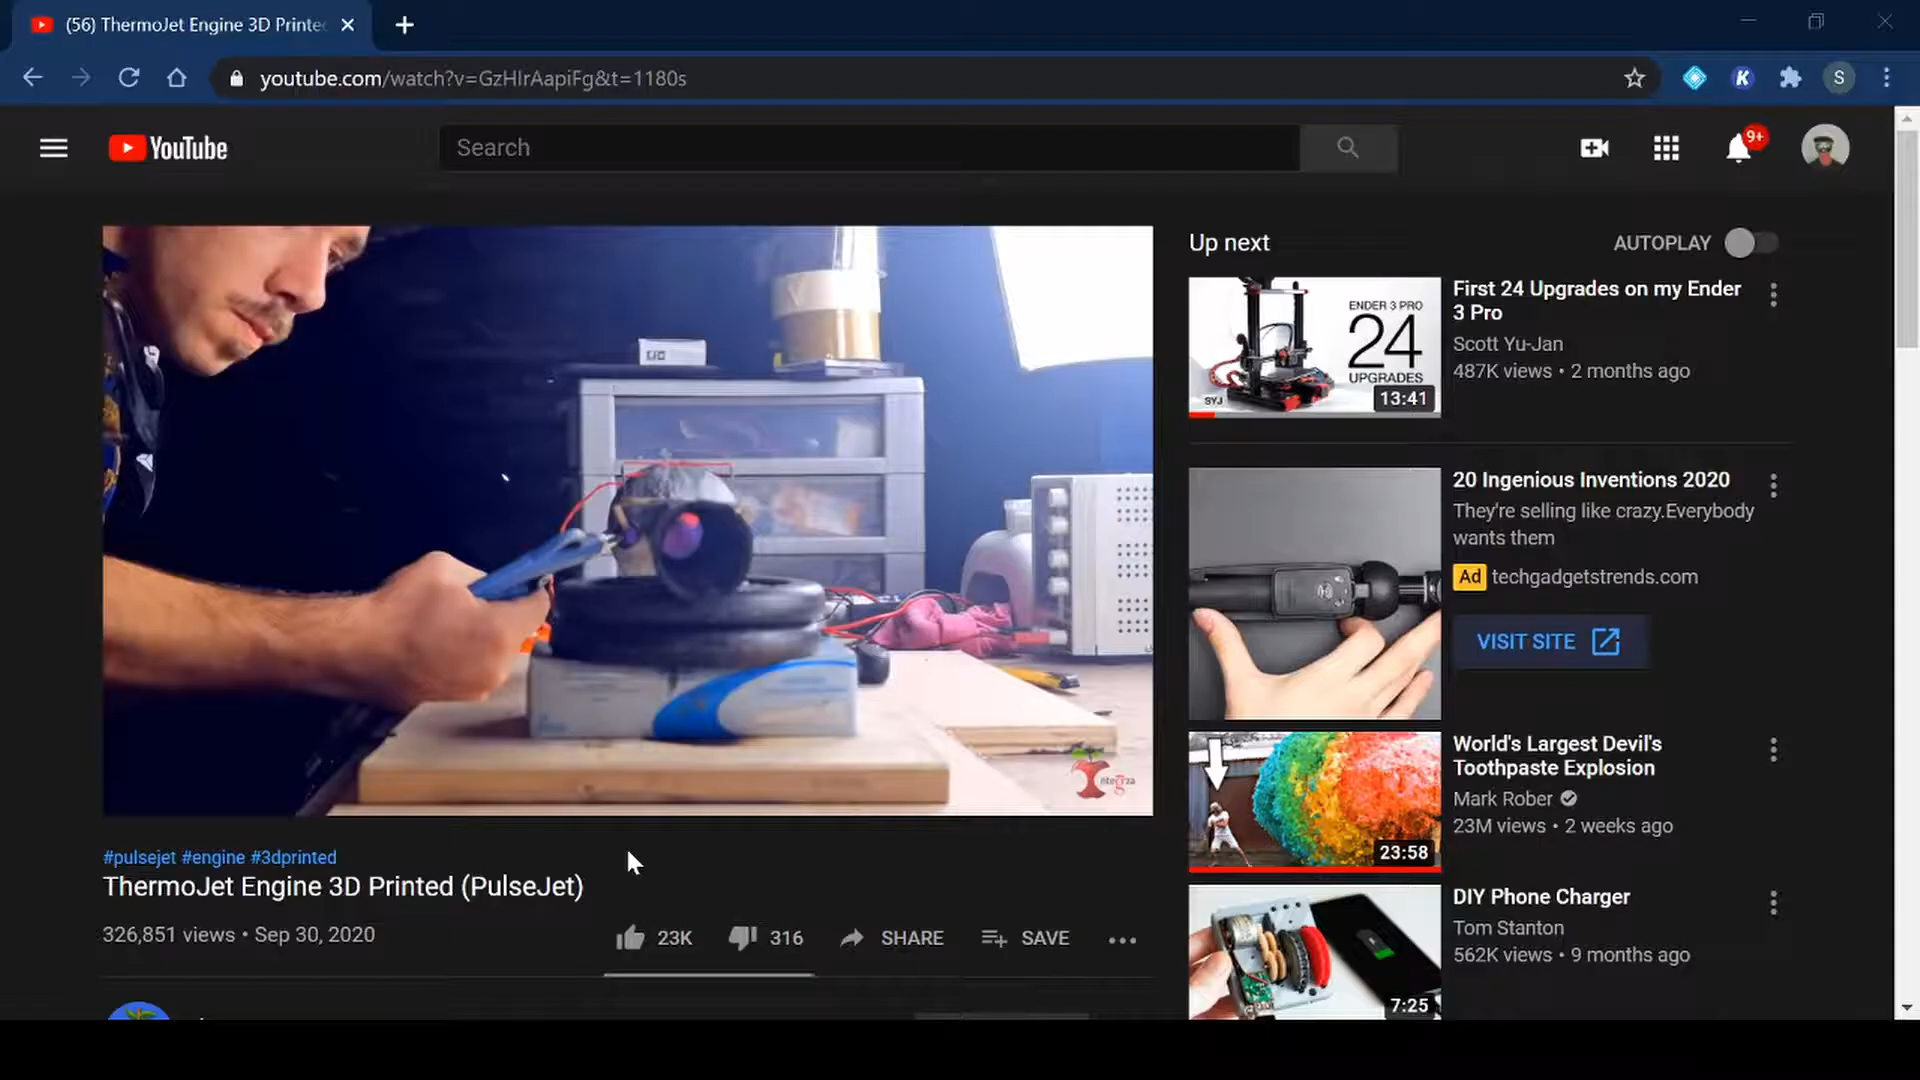 (56) ThermoJet Engine 3D Printe
youtube.com/watch?v=GzHIrAapiFg&t=1180s
K
S
YouTube
Search
9+
Up next
AUTOPLAY
ENDER 3 PRO
24
UPGRADES
SYJ
13:41
First 24 Upgrades on my Ender
3 Pro
Scott Yu-Jan
487K views • 2 months ago
20 Ingenious Inventions 2020
They're selling like crazy.Everybody
wants them
Ad techgadgetstrends.com
VISIT SITE
World's Largest Devil's
Toothpaste Explosion
Mark Rober
23M views • 2 weeks ago
23:58
DIY Phone Charger
Tom Stanton
562K views • 9 months ago
7:25
#pulsejet #engine #3dprinted
ThermoJet Engine 3D Printed (PulseJet)
326,851 views • Sep 30, 2020
23K
316
SHARE
SAVE